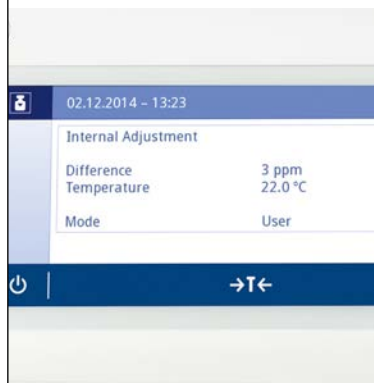 02.12.2014 – 13:23
Internal Adjustment
Difference 3 ppm
Temperature 22.0 °C
Mode User
→T←